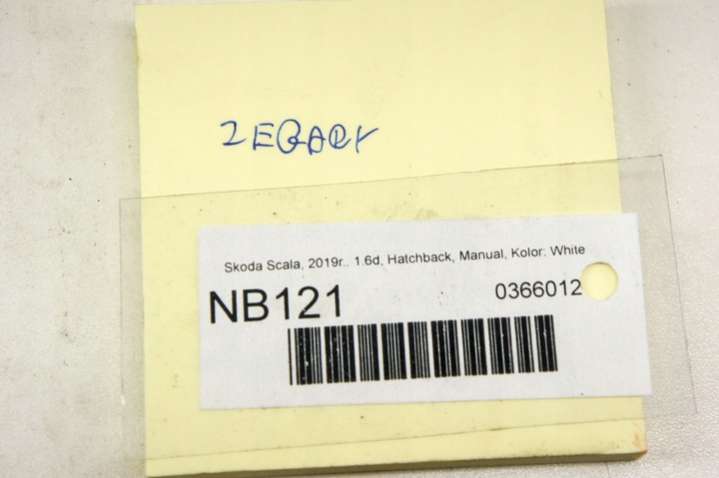 ZEGARY
Skoda Scala, 2019r.. 1.6d, Hatchback, Manual, Kolor: White
NB121
0366012